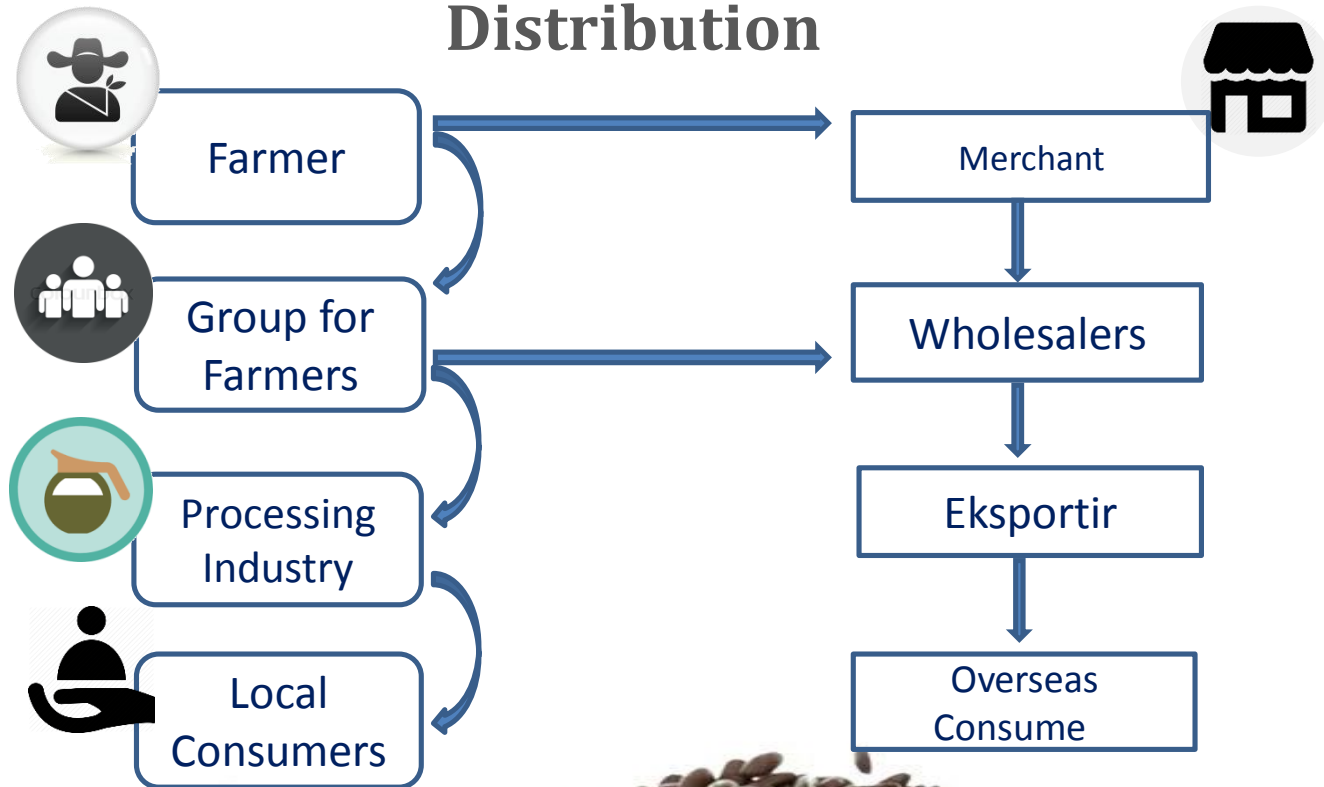 Distribution
Farmer
Merchant
Group for
Farmers
Wholesalers
Processing
Industry
Eksportir
Local
Consumers
Overseas
Consume